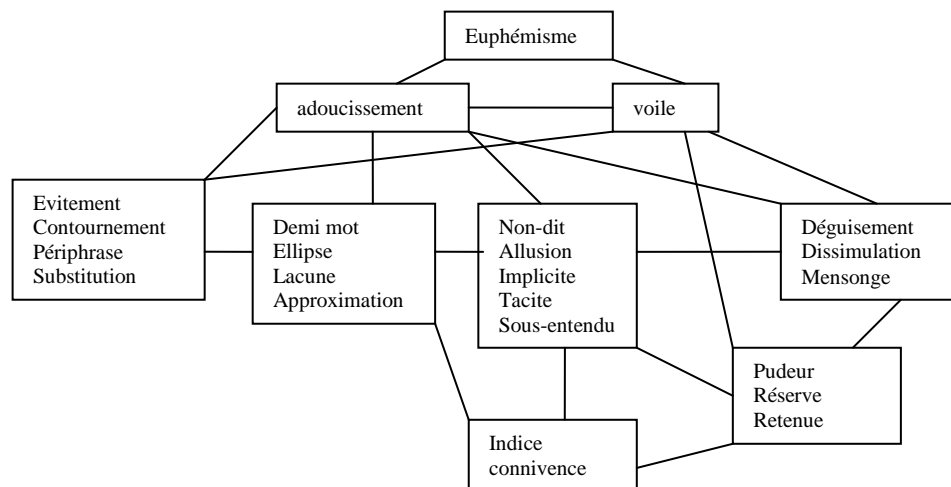 Euphémisme
adoucissement
voile
Evitement
Contournement
Périphrase
Substitution
Demi mot
Ellipse
Lacune
Approximation
Non-dit
Allusion
Implicite
Tacite
Sous-entendu
Déguisement
Dissimulation
Mensonge
Pudeur
Réserve
Retenue
Indice
connivence